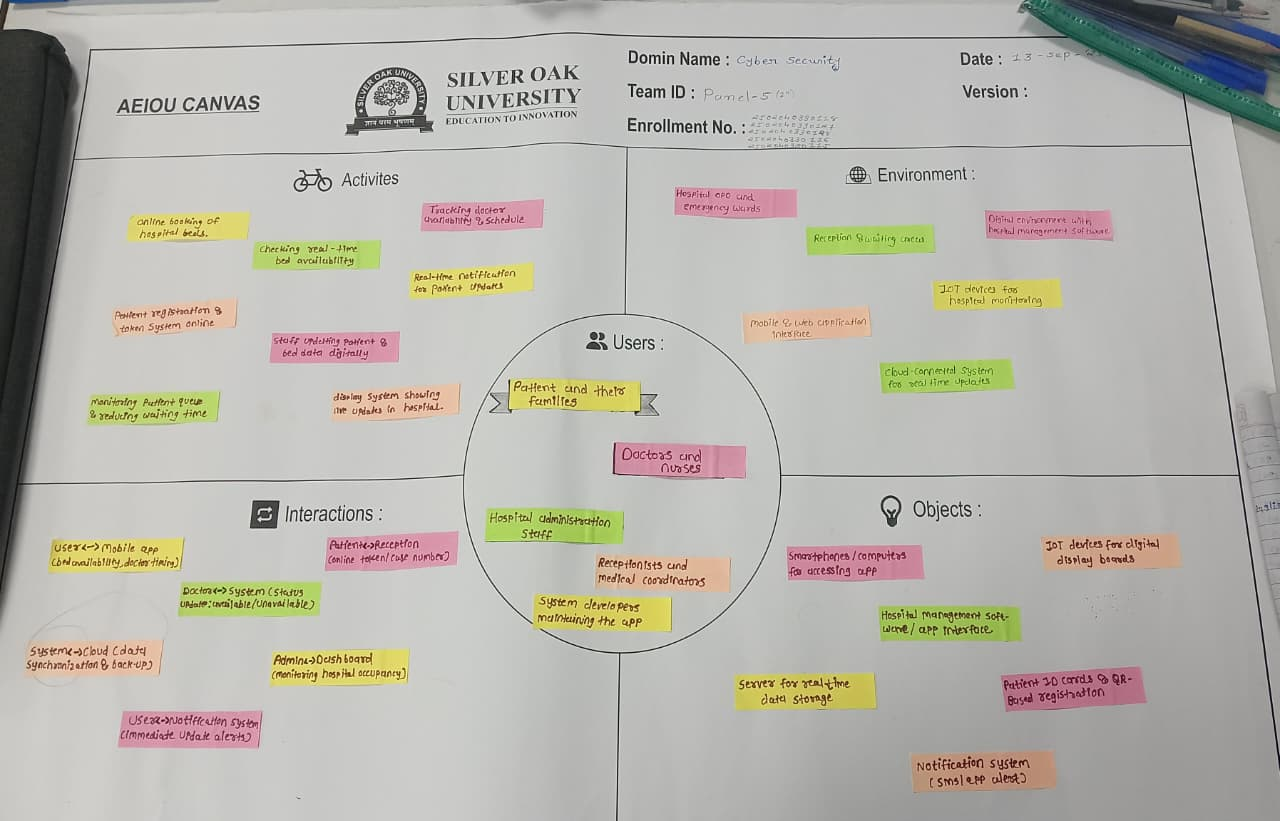 AEIOU CANVAS
SILVER OAK UNIVERSITY
SILVER OAK
UNIVERSITY
EDUCATION TO INNOVATION
Domin Name : Cyber Security
Team ID : Panel-5
Enrollment No. :
Date : 13-Sep-
Version :
Activites
Online booking of
hospital beds.
Tracking doctor
availability & schedule
Checking real-time
bed availability
Real-time notification
for patient updates
Patient registration &
token system online
Staff updating patient &
bed data digitally
Monitoring Patient queue
& reducing waiting time
display system showing
live updates in hospital.
Environment :
Hospital OPD and
emergency wards
Reception & waiting areas
Digital environment with
hospital management software
IOT devices for
hospital monitoring
Mobile & web application
interface
Cloud-connected system
for real time updates
Users :
Patient and their
families
Doctors and
nurses
Hospital administration
staff
Receptionists and
medical coordinators
System developers
maintaining the app
Interactions :
User<->Mobile app
(bed availability, doctor timing)
Patient<->Reception
(online token/case number)
Doctor<->System (status
update: available/unavailable)
System<->Cloud (data
synchronization & back-up)
Admin<->Dashboard
(monitoring hospital occupancy)
User<->Notification system
(immediate update alerts)
Objects :
Smartphones/computers
for accessing app
IOT devices for digital
display boards
Hospital management soft-
ware/app interface
Server for real-time
data storage
Patient ID cards & QR-
Based registration
Notification system
(sms/app alert)